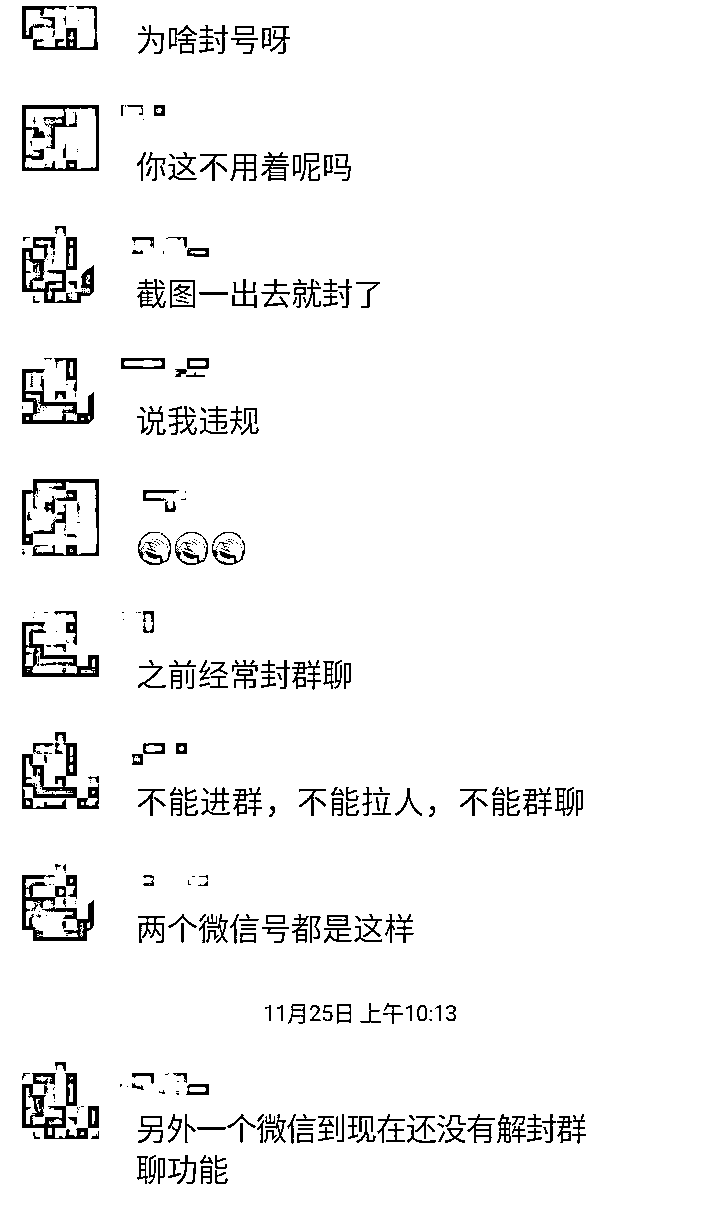 为啥封号呀
你这不用着呢吗
截图一出去就封了
说我违规
之前经常封群聊
不能进群，不能拉人，不能群聊
两个微信号都是这样
11月25日 上午10:13
另外一个微信到现在还没有解封群
聊功能